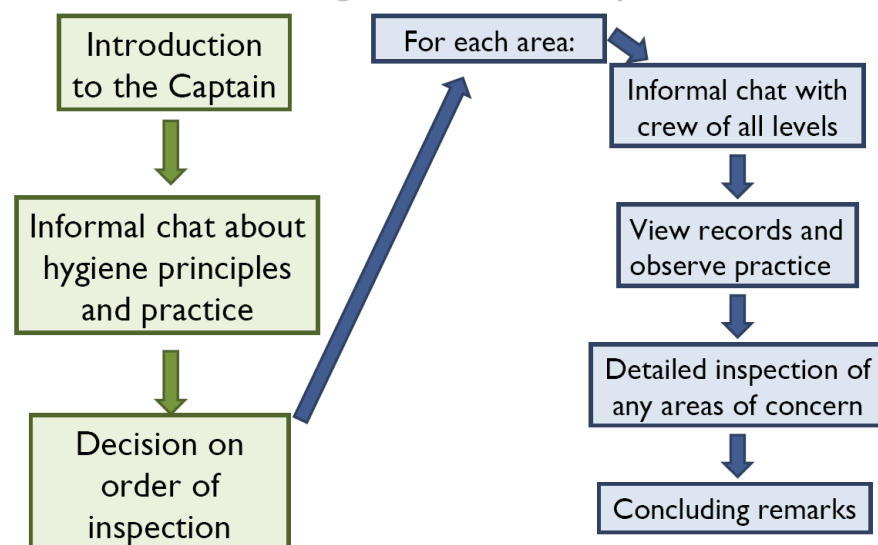 Introduction
to the Captain
Informal chat about
hygiene principles
and practice
Decision on
order of
inspection
For each area:
Informal chat with
crew of all levels
View records and
observe practice
Detailed inspection of
any areas of concern
Concluding remarks